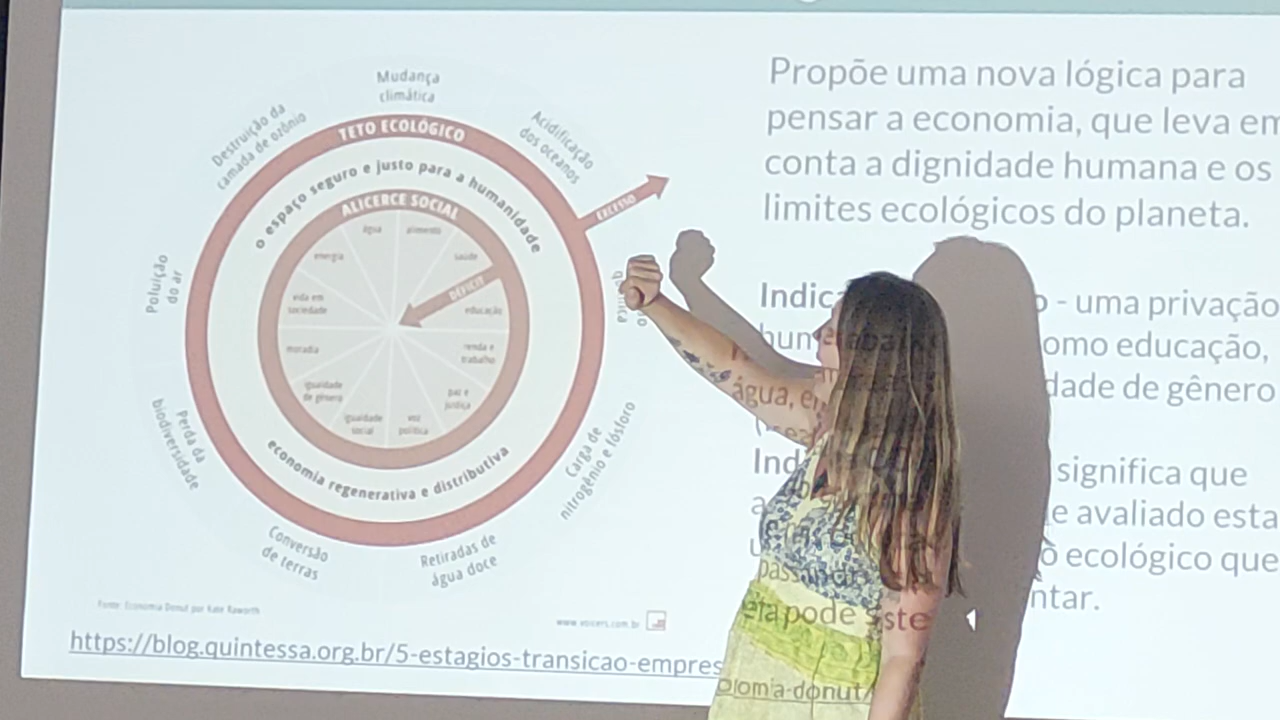 Mudança
climática
Acidificação
dos oceanos
EXCESSO
Carga de
nitrogênio e fósforo
Retiradas de
água doce
Conversão
de terras
Perda da
biodiversidade
Poluição
do ar
Destruição da
camada de ozônio
TETO ECOLÓGICO
o espaço seguro e justo para a humanidade
ALICERCE SOCIAL
água
alimento
saúde
DÉFICIT
educação
renda e
trabalho
paz e
justiça
voz
política
igualdade
social
igualdade
de gênero
moradia
vida em
sociedade
energia
economia regenerativa e distributiva
Fonte: Economia Donut por Kate Raworth
www.voicers.com.br
https://blog.quintessa.org.br/5-estagios-transicao-empres
Propõe uma nova lógica para
pensar a economia, que leva em
conta a dignidade humana e os
limites ecológicos do planeta.
- uma privação
omo educação,
água, dade de gênero
significa que
e avaliado esta
ecológico que
pode ntar.